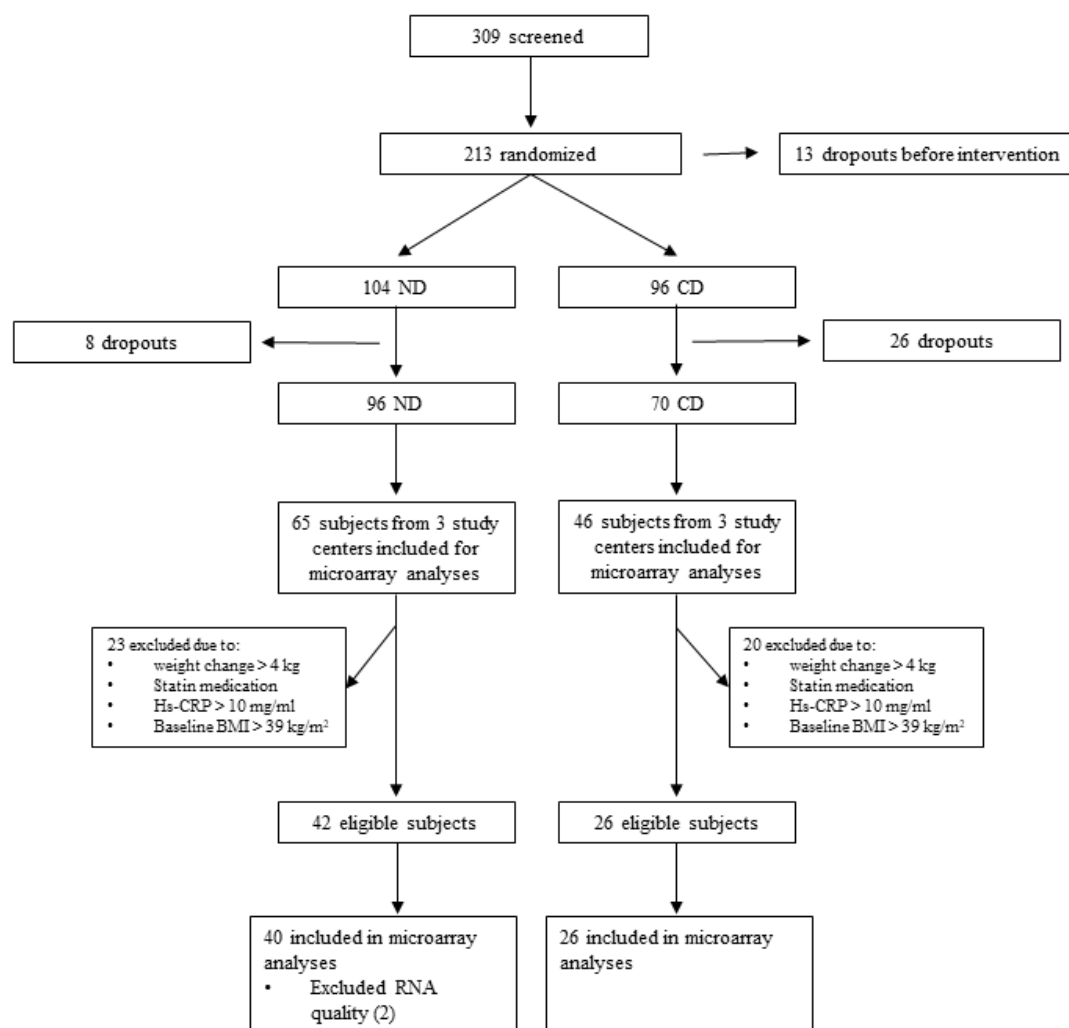 309 screened
213 randomized
13 dropouts before intervention
104 ND
96 CD
8 dropouts
26 dropouts
96 ND
70 CD
65 subjects from 3 study
centers included for
microarray analyses
46 subjects from 3 study
centers included for
microarray analyses
23 excluded due to:
• weight change > 4 kg
• Statin medication
• Hs-CRP > 10 mg/ml
• Baseline BMI > 39 kg/m²
20 excluded due to:
• weight change > 4 kg
• Statin medication
• Hs-CRP > 10 mg/ml
• Baseline BMI > 39 kg/m²
42 eligible subjects
26 eligible subjects
40 included in microarray
analyses
• Excluded RNA
quality (2)
26 included in microarray
analyses